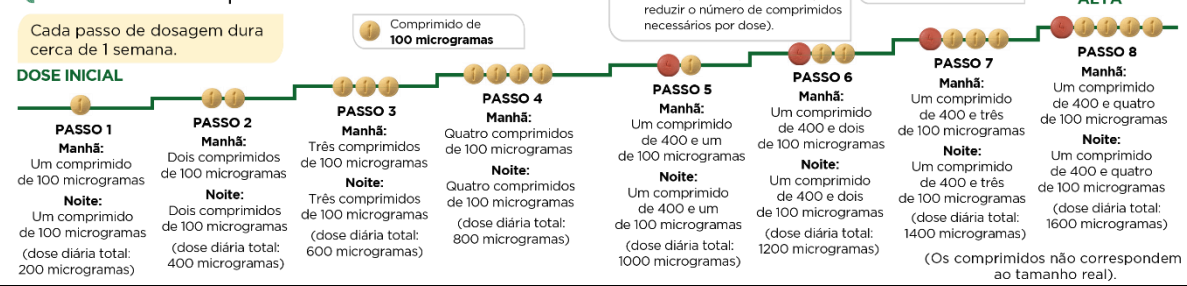 reduzir o número de comprimidos
necessários por dose).
Cada passo de dosagem dura
cerca de 1 semana.
Comprimido de
100 microgramas
DOSE INICIAL
PASSO 1
Manhã:
Um comprimido
de 100 microgramas
Noite:
Um comprimido
de 100 microgramas
(dose diária total:
200 microgramas)
PASSO 2
Manhã:
Dois comprimidos
de 100 microgramas
Noite:
Dois comprimidos
de 100 microgramas
(dose diária total:
400 microgramas)
PASSO 3
Manhã:
Três comprimidos
de 100 microgramas
Noite:
Três comprimidos
de 100 microgramas
(dose diária total:
600 microgramas)
PASSO 4
Manhã:
Quatro comprimidos
de 100 microgramas
Noite:
Quatro comprimidos
de 100 microgramas
(dose diária total:
800 microgramas)
PASSO 5
Manhã:
Um comprimido
de 400 e um
de 100 microgramas
Noite:
Um comprimido
de 400 e um
de 100 microgramas
(dose diária total:
1000 microgramas)
PASSO 6
Manhã:
Um comprimido
de 400 e dois
de 100 microgramas
Noite:
Um comprimido
de 400 e dois
de 100 microgramas
(dose diária total:
1200 microgramas)
PASSO 7
Manhã:
Um comprimido
de 400 e três
de 100 microgramas
Noite:
Um comprimido
de 400 e três
de 100 microgramas
(dose diária total:
1400 microgramas)
PASSO 8
Manhã:
Um comprimido
de 400 e quatro
de 100 microgramas
Noite:
Um comprimido
de 400 e quatro
de 100 microgramas
(dose diária total:
1600 microgramas)
(Os comprimidos não correspondem
ao tamanho real).